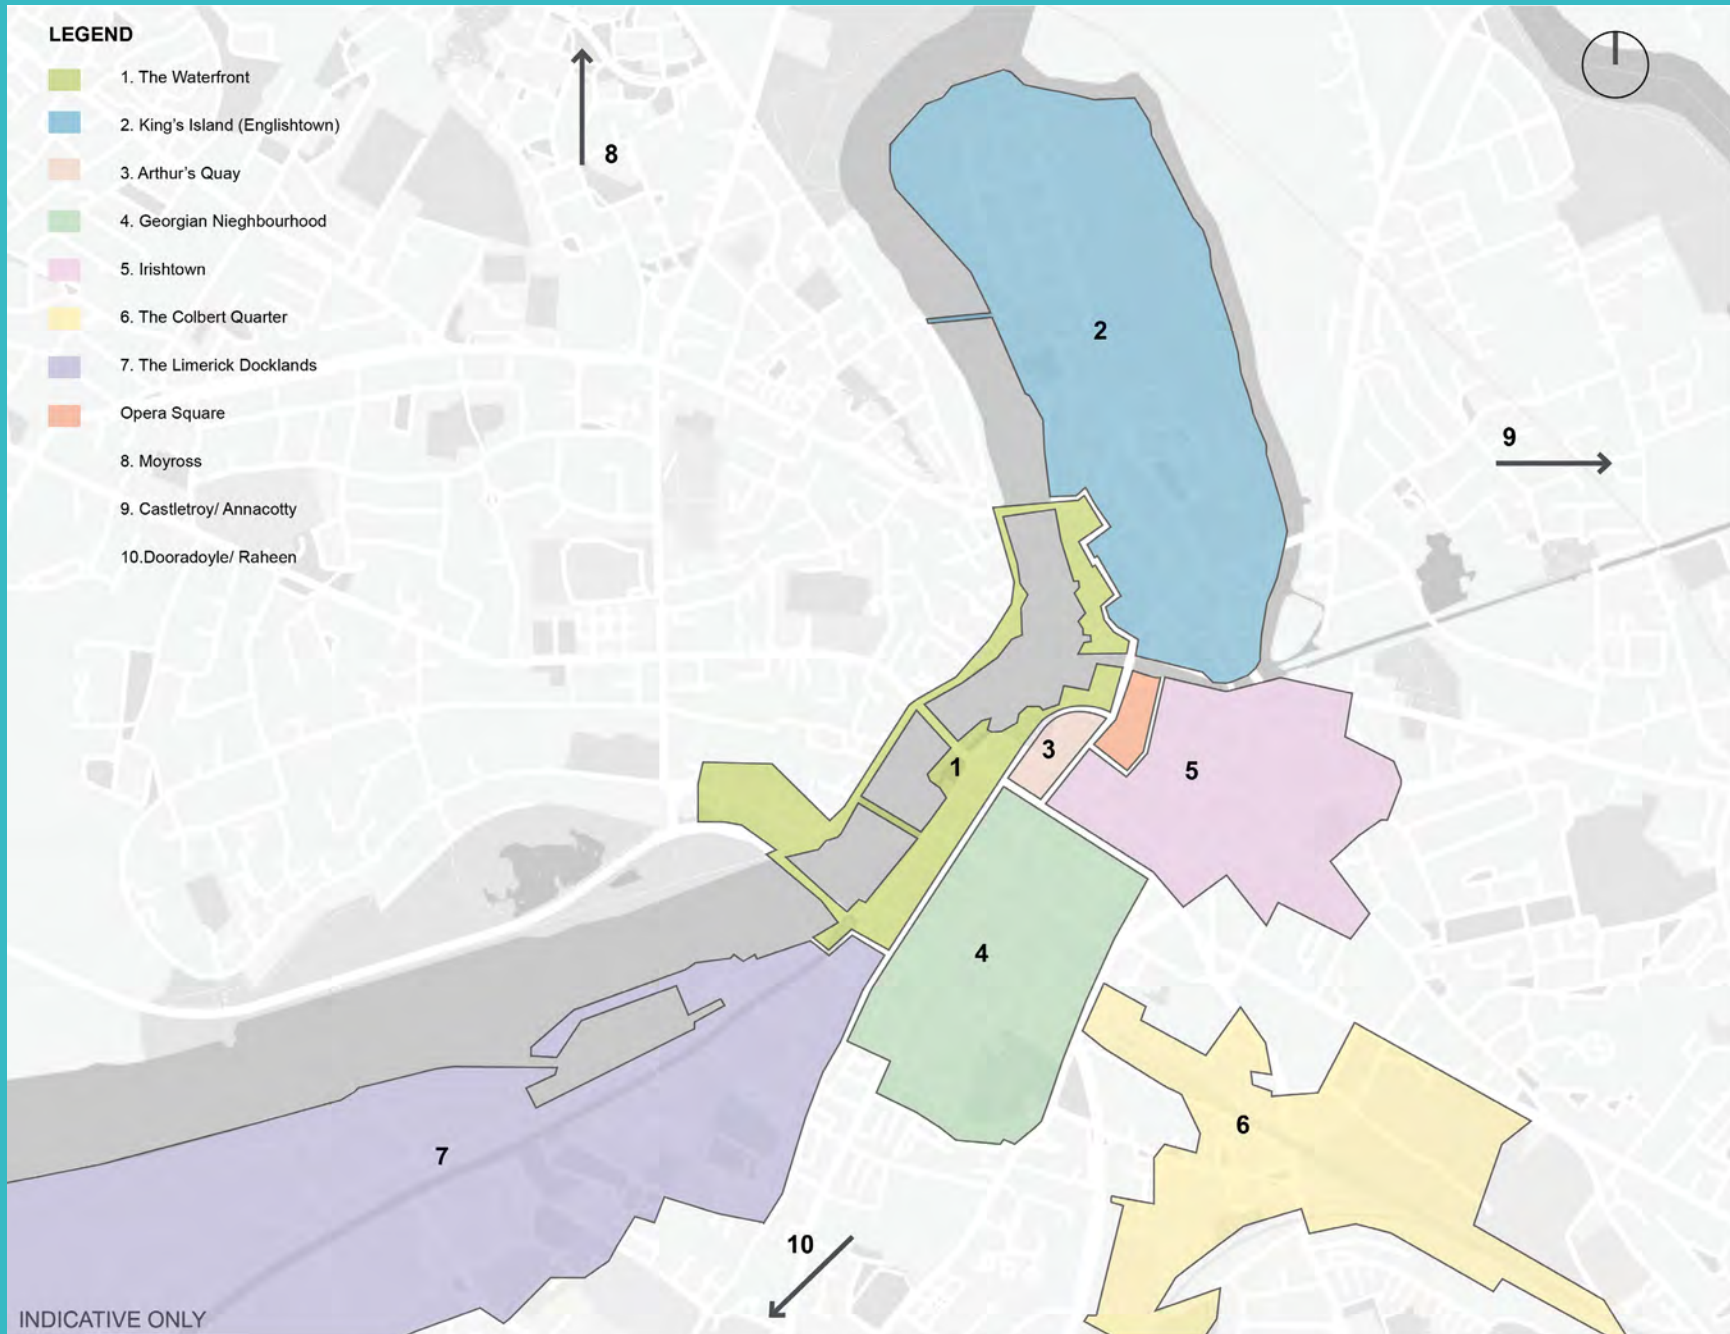 LEGEND
1. The Waterfront
2. King's Island (Englishtown)
3. Arthur's Quay
4. Georgian Nieghbourhood
5. Irishtown
6. The Colbert Quarter
7. The Limerick Docklands
Opera Square
8. Moyross
9. Castletroy/ Annacotty
10.Dooradoyle/ Raheen
8
2
9
3
1
5
4
6
7
10
INDICATIVE ONLY